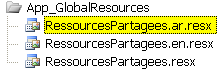 App_GlobalResources
RessourcesPartagees.ar.resx
RessourcesPartagees.en.resx
RessourcesPartagees.resx